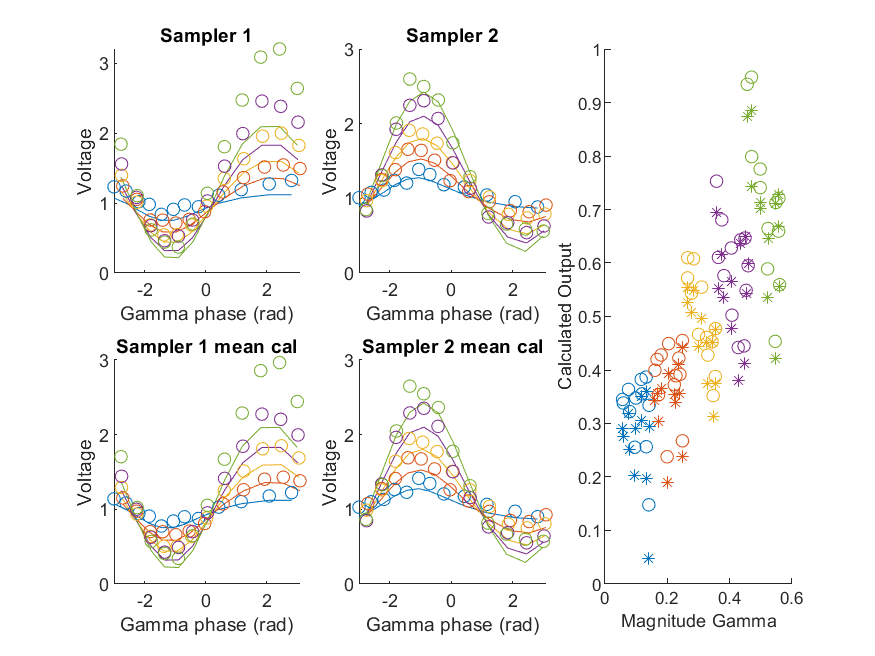 Sampler 1
3
2
1
0
Voltage
-2 0 2
Gamma phase (rad)
Sampler 2
3
2
1
0
Voltage
-2 0 2
Gamma phase (rad)
Sampler 1 mean cal
3
2
1
0
Voltage
-2 0 2
Gamma phase (rad)
Sampler 2 mean cal
3
2
1
0
Voltage
-2 0 2
Gamma phase (rad)
1
0.9
0.8
0.7
0.6
0.5
0.4
0.3
0.2
0.1
0
Calculated Output
0 0.2 0.4 0.6
Magnitude Gamma